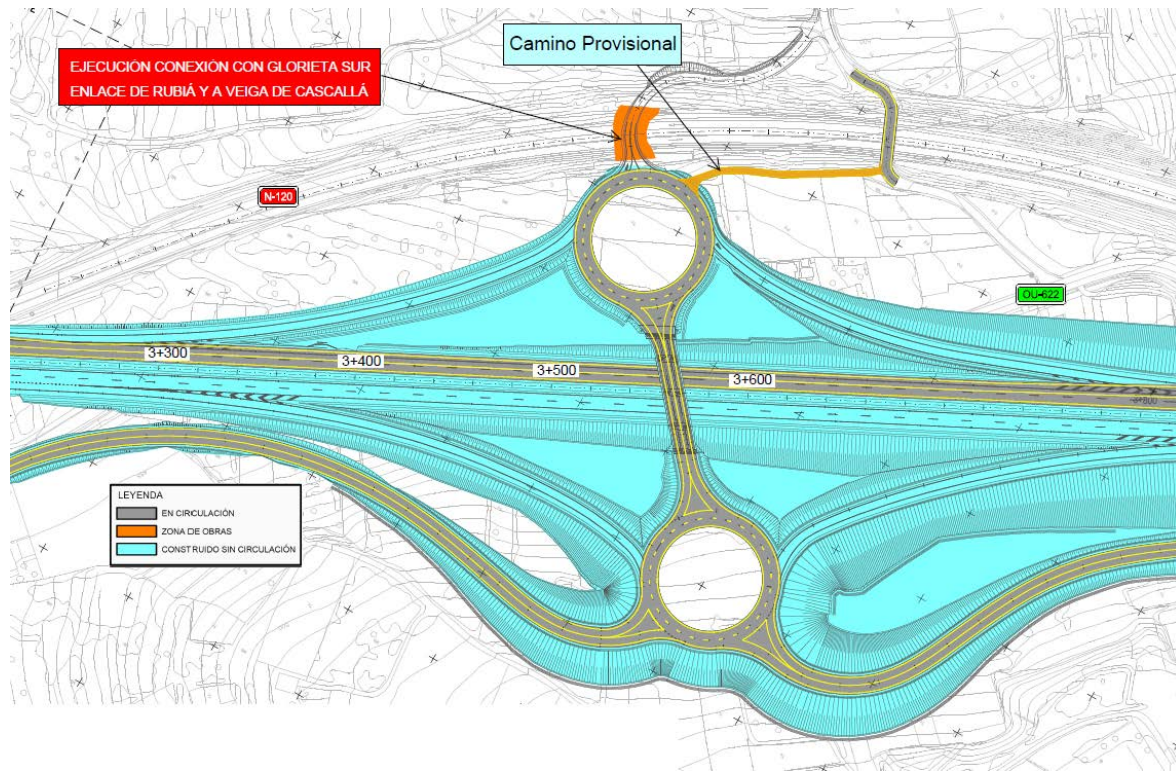 Camino Provisional
EJECUCIÓN CONEXIÓN CON GLORIETA SUR
ENLACE DE RUBIÁ Y A VEIGA DE CASCALLÁ
N-120
OU-622
3+300
3+400
3+500
3+600
LEYENDA
EN CIRCULACIÓN
ZONA DE OBRAS
CONSTRUIDO SIN CIRCULACIÓN